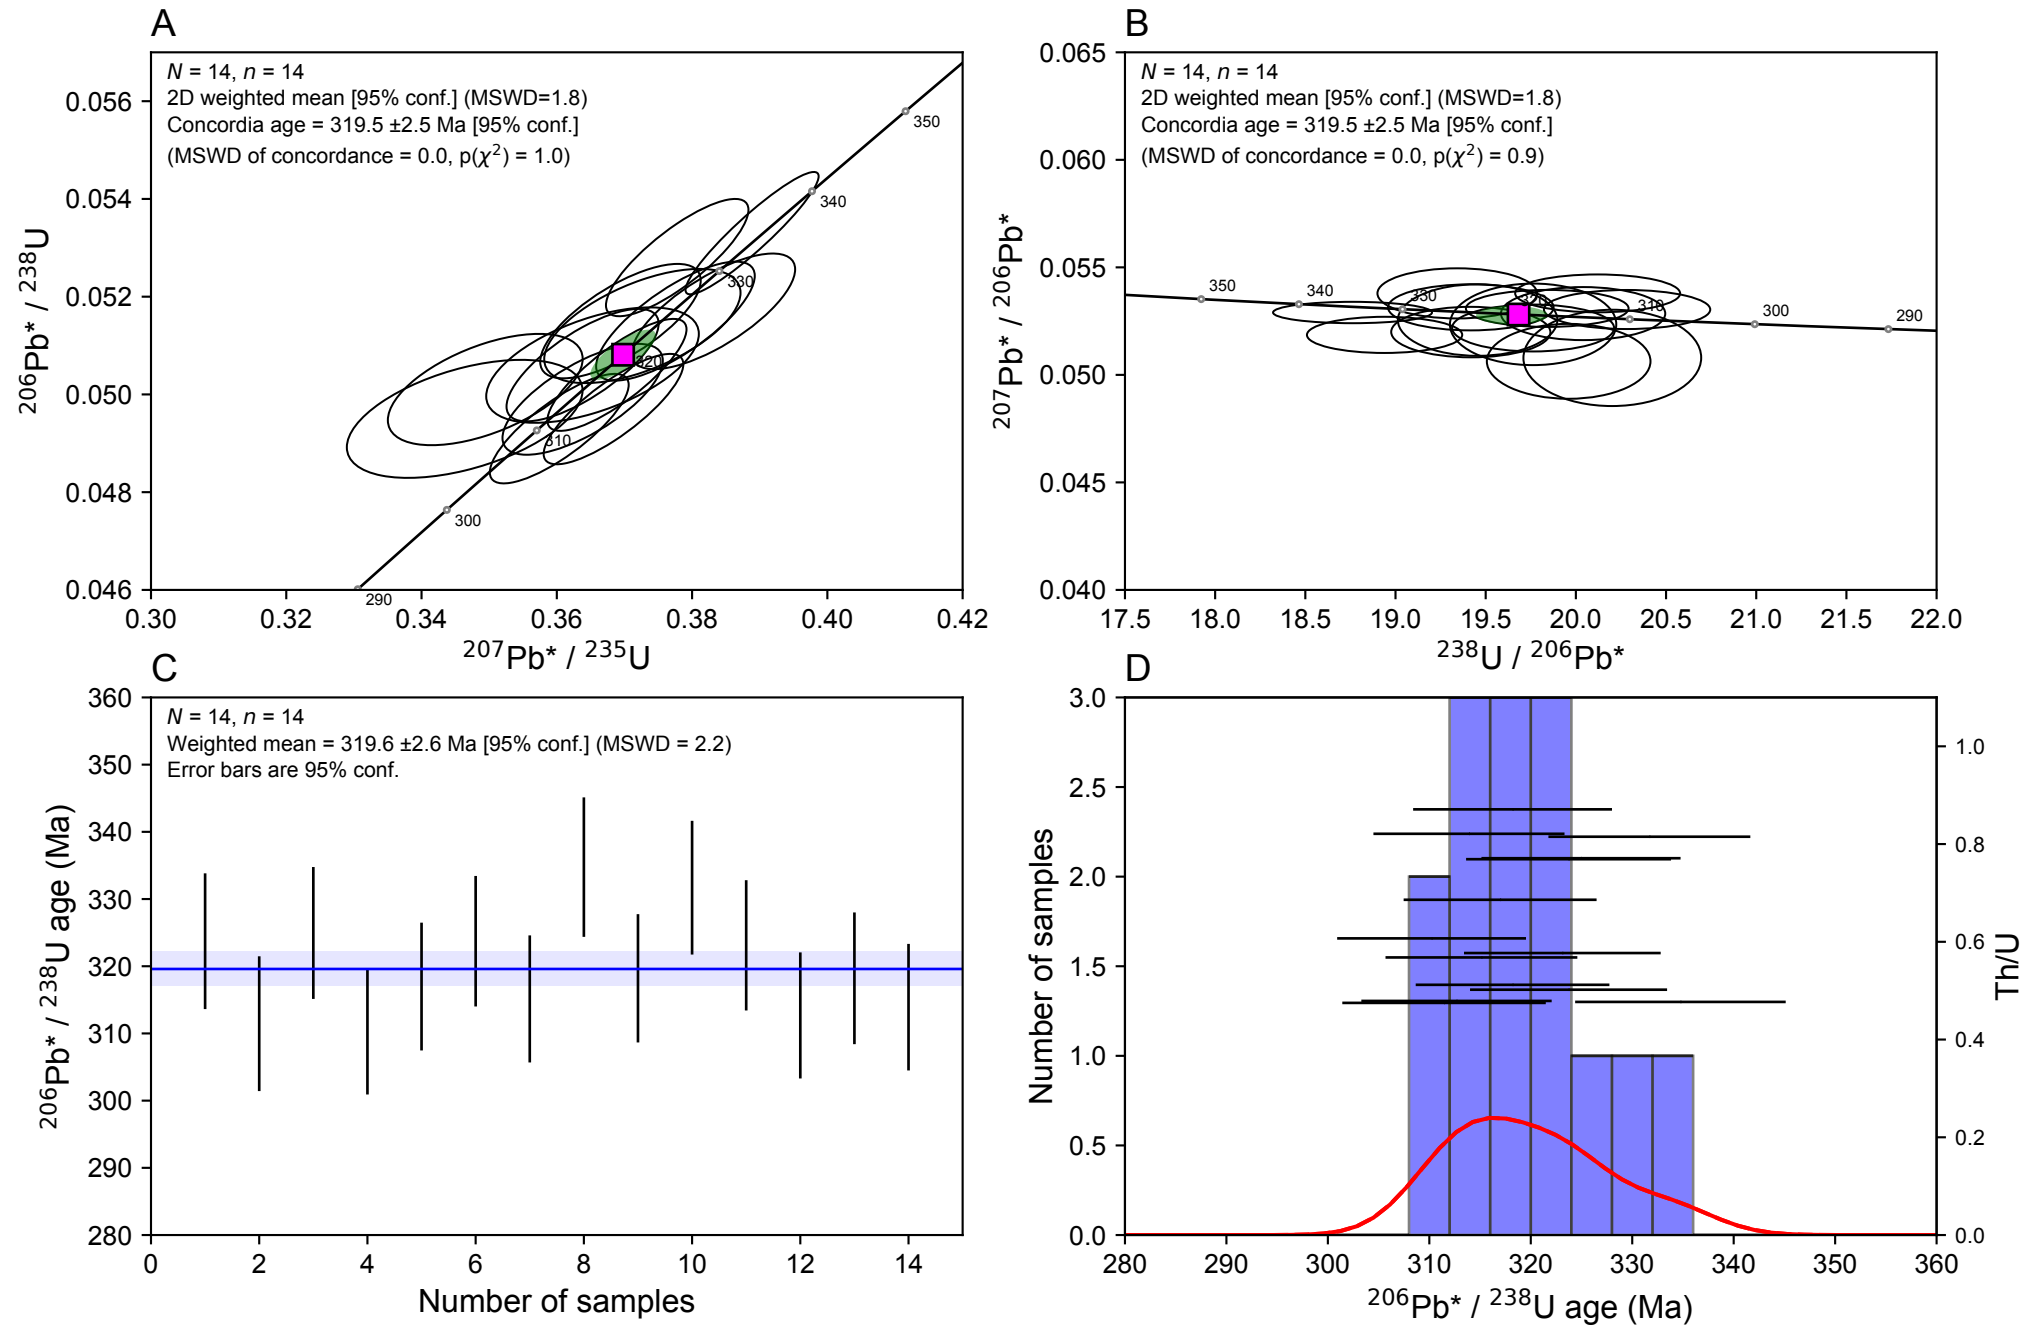 A
N = 14, n = 14
2D weighted mean [95% conf.] (MSWD=1.8)
Concordia age = 319.5 ±2.5 Ma [95% conf.]
(MSWD of concordance = 0.0, p(χ²) = 1.0)
0.056
0.054
0.052
0.050
0.048
0.046
²⁰⁶Pb* / ²³⁸U
350
340
330
320
310
300
290
0.30 0.32 0.34 0.36 0.38 0.40 0.42
²⁰⁷Pb* / ²³⁵U
B
N = 14, n = 14
2D weighted mean [95% conf.] (MSWD=1.8)
Concordia age = 319.5 ±2.5 Ma [95% conf.]
(MSWD of concordance = 0.0, p(χ²) = 0.9)
0.065
0.060
0.055
0.050
0.045
0.040
²⁰⁷Pb* / ²⁰⁶Pb*
350 340 330 320 310 300 290
17.5 18.0 18.5 19.0 19.5 20.0 20.5 21.0 21.5 22.0
²³⁸U / ²⁰⁶Pb*
C
N = 14, n = 14
Weighted mean = 319.6 ±2.6 Ma [95% conf.] (MSWD = 2.2)
Error bars are 95% conf.
360
350
340
330
320
310
300
290
280
²⁰⁶Pb* / ²³⁸U age (Ma)
0 2 4 6 8 10 12 14
Number of samples
D
3.0
2.5
2.0
1.5
1.0
0.5
0.0
Number of samples
1.0
0.8
0.6
0.4
0.2
0.0
Th/U
280 290 300 310 320 330 340 350 360
²⁰⁶Pb* / ²³⁸U age (Ma)